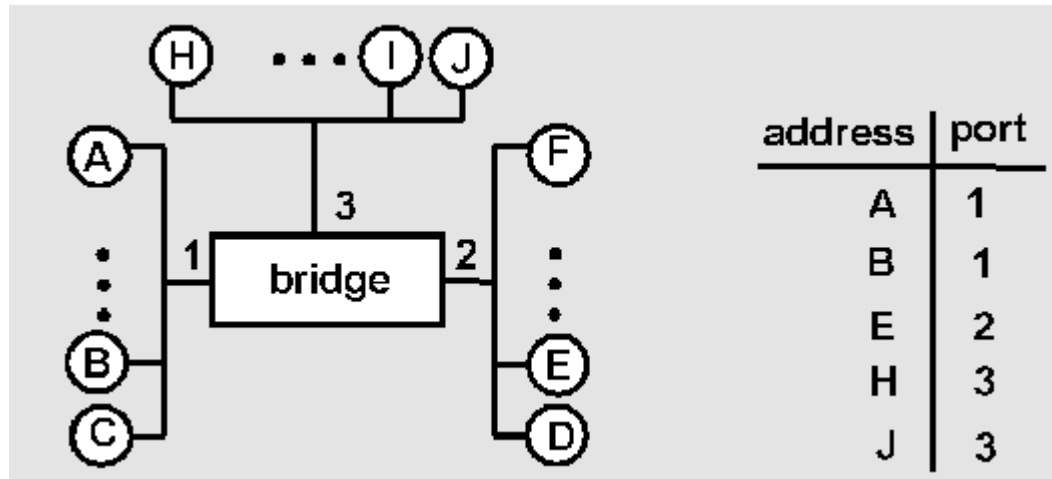 H I J
A F
3
1 bridge 2
B E
C D
address port
A 1
B 1
E 2
H 3
J 3